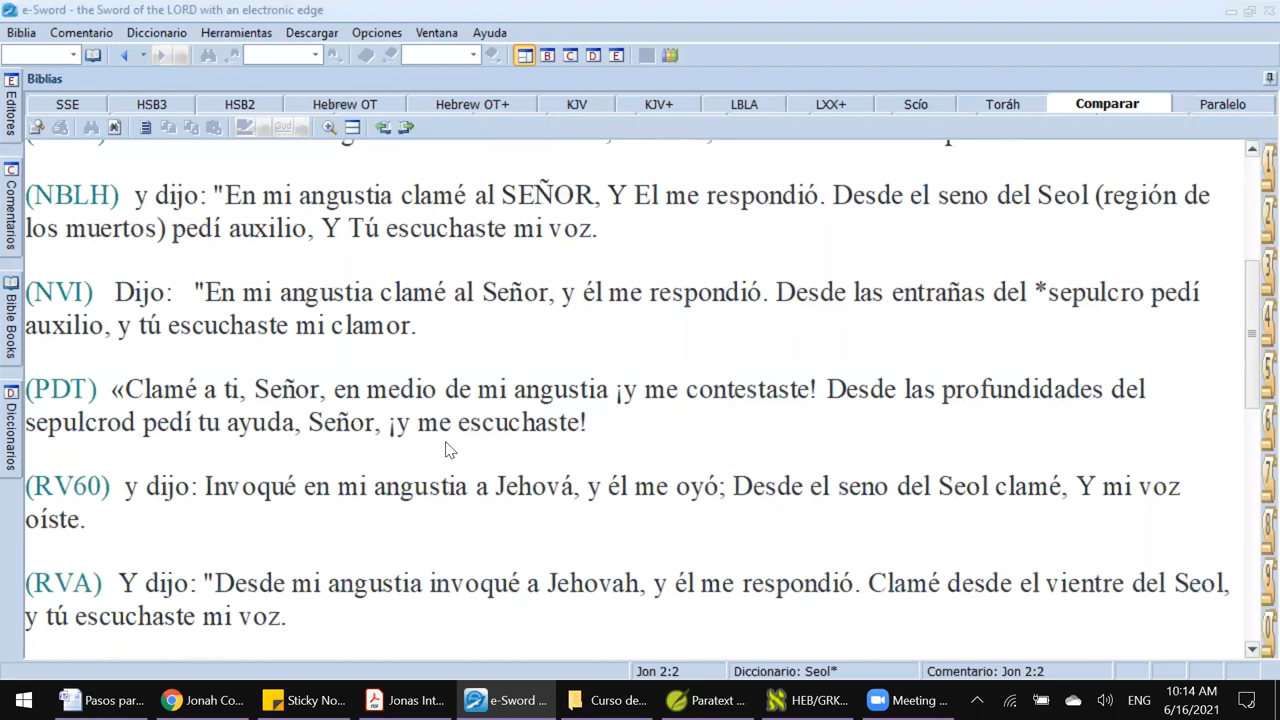 e-Sword - the Sword of the LORD with an electronic edge
Biblia Comentario Diccionario Herramientas Descargar Opciones Ventana Ayuda
Biblias
SSE HSB3 HSB2 Hebrew OT Hebrew OT+ KJV KJV+ LBLA LXX+ Scío Toráh Comparar Paralelo
Editores
Comentarios
Bible Books
Diccionarios
(NBLH) y dijo: "En mi angustia clamé al SEÑOR, Y El me respondió. Desde el seno del Seol (región de
los muertos) pedí auxilio, Y Tú escuchaste mi voz.
(NVI) Dijo: "En mi angustia clamé al Señor, y él me respondió. Desde las entrañas del *sepulcro pedí
auxilio, y tú escuchaste mi clamor.
(PDT) «Clamé a ti, Señor, en medio de mi angustia ¡y me contestaste! Desde las profundidades del
sepulcrod pedí tu ayuda, Señor, ¡y me escuchaste!
(RV60) y dijo: Invoqué en mi angustia a Jehová, y él me oyó; Desde el seno del Seol clamé, Y mi voz
oíste.
(RVA) Y dijo: "Desde mi angustia invoqué a Jehovah, y él me respondió. Clamé desde el vientre del Seol,
y tú escuchaste mi voz.
Jon 2:2 Diccionario: Seol* Comentario: Jon 2:2
Pasos par... Jonah Co... Sticky No... Jonas Int... e-Sword ... Curso de... Paratext ... HEB/GRK... Meeting ... ENG 10:14 AM
6/16/2021